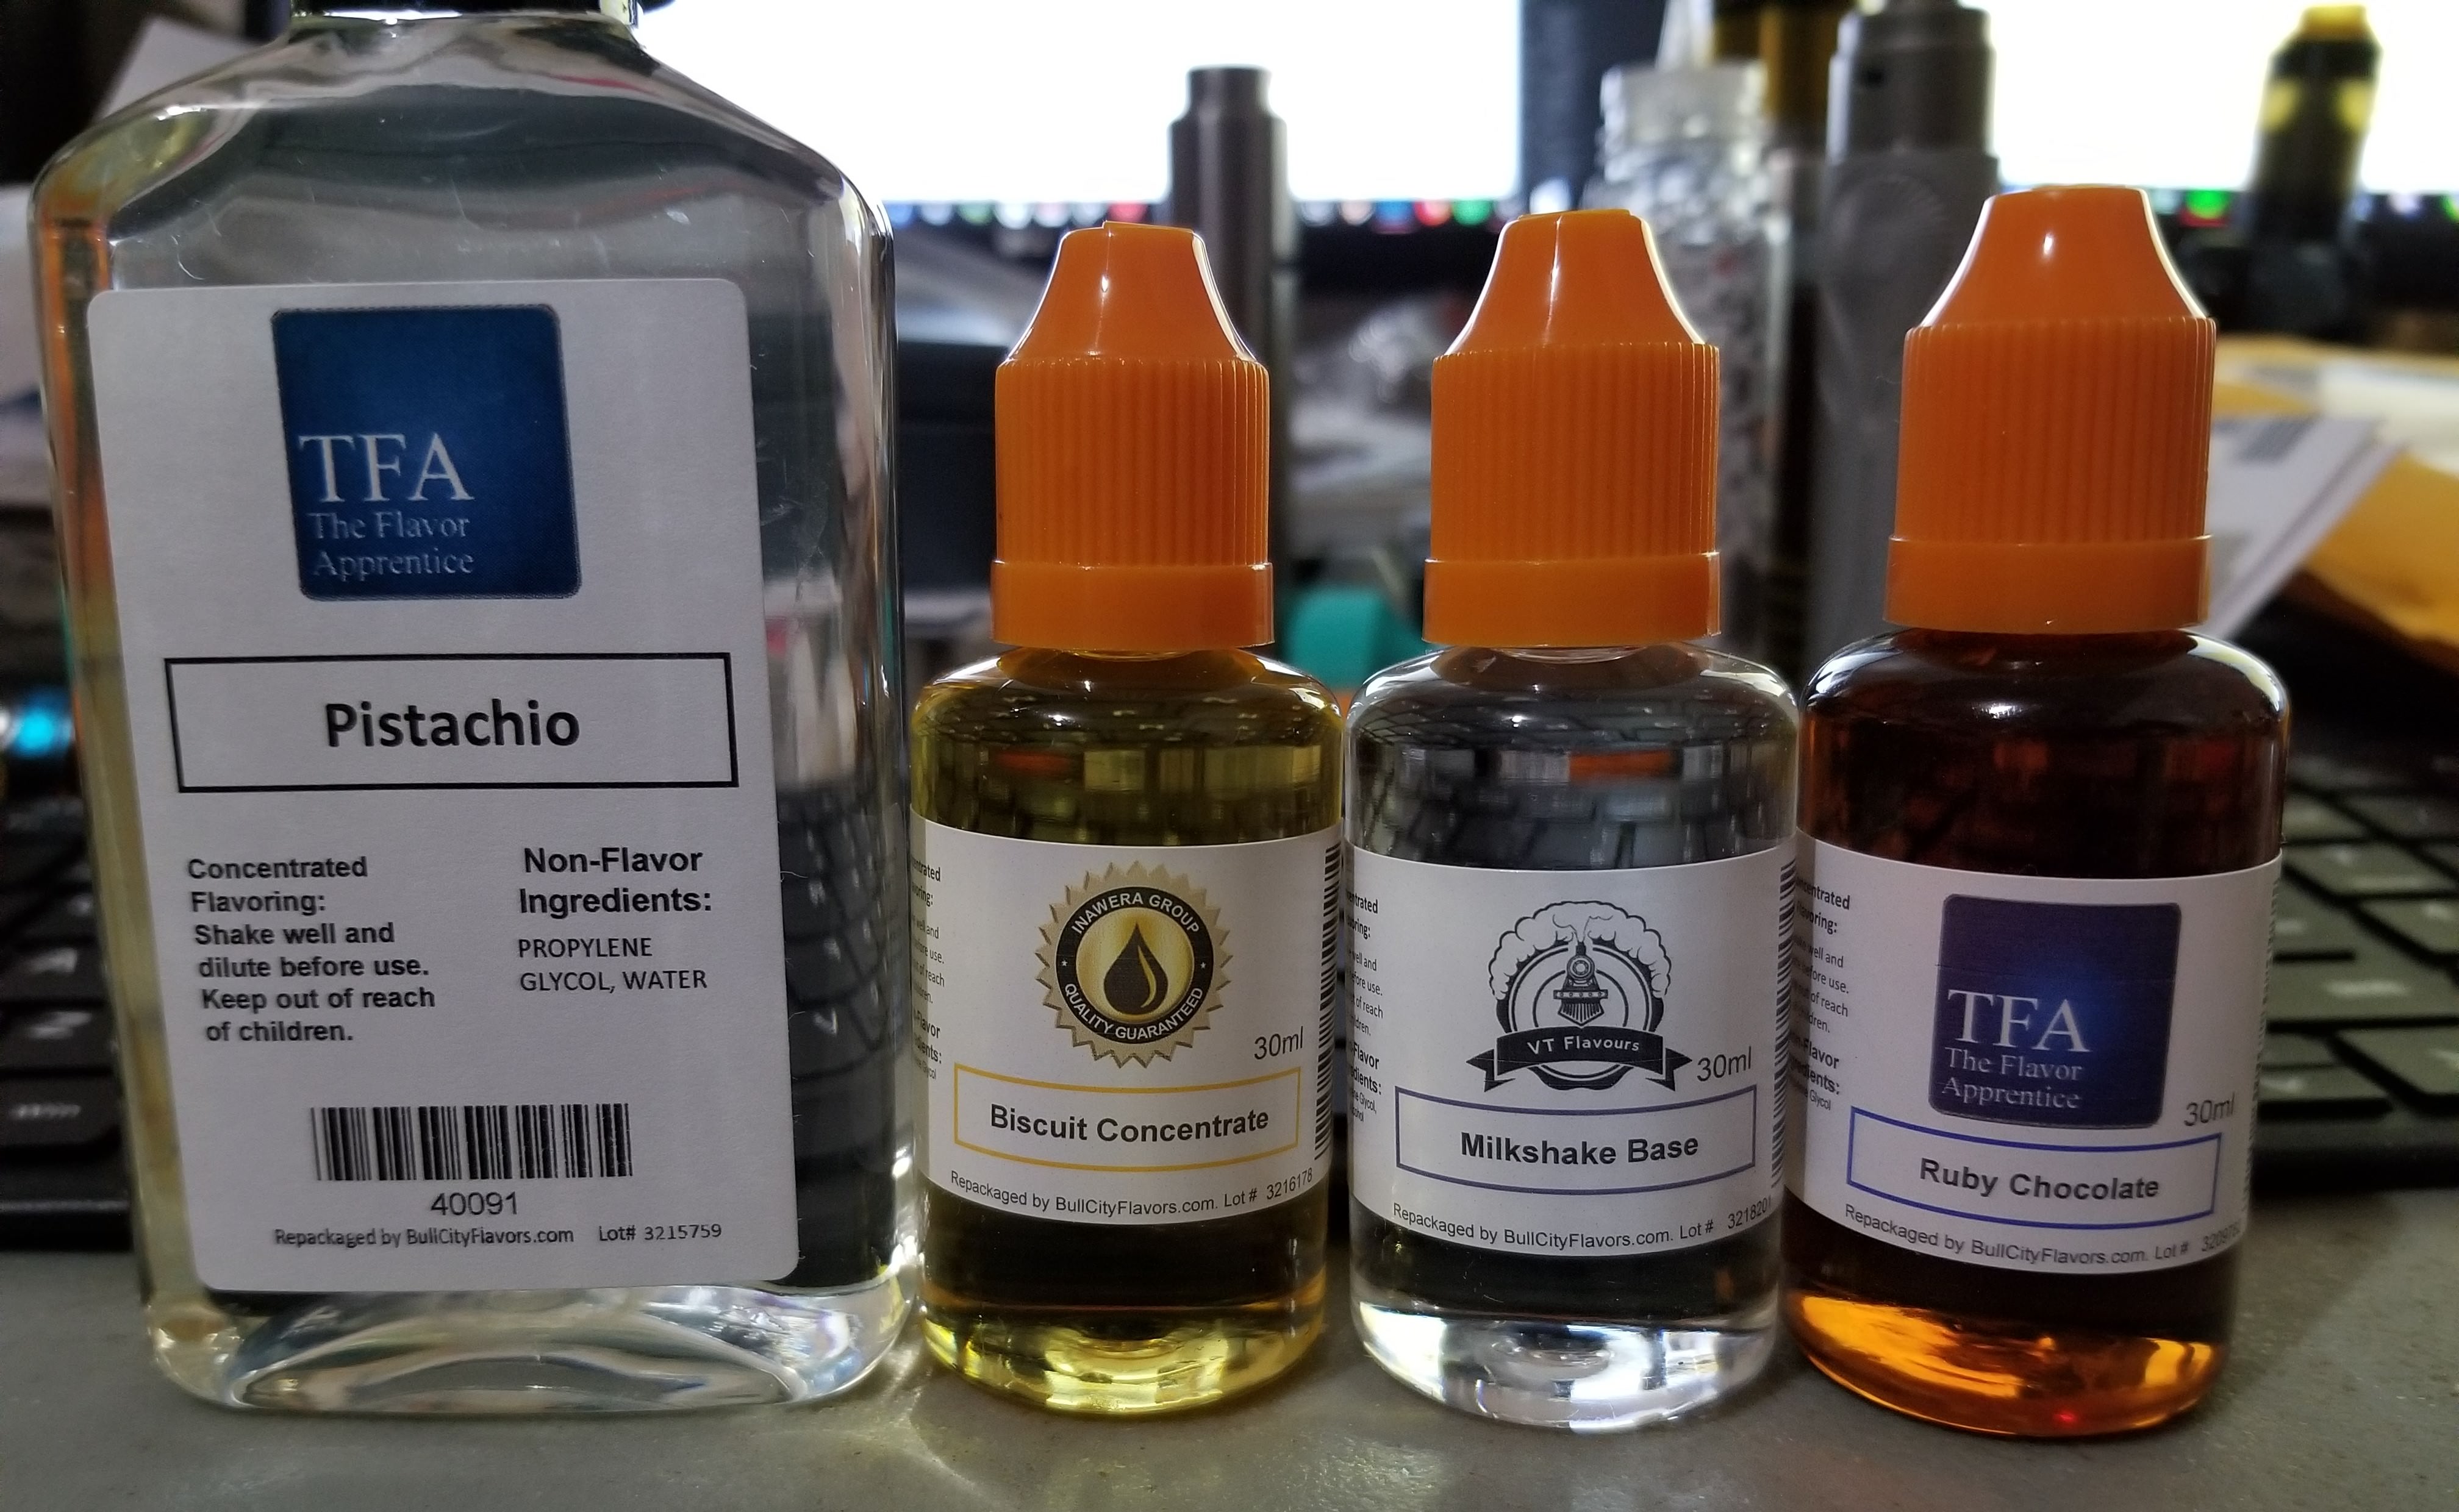 TFA
The Flavor
Apprentice
Pistachio
Concentrated
Flavoring:
Shake well and
dilute before use.
Keep out of reach
of children.
Non-Flavor
Ingredients:
PROPYLENE
GLYCOL, WATER
40091
Repackaged by BullCityFlavors.com Lot# 3215759
INAWERA GROUP
QUALITY GUARANTEED
30ml
Biscuit Concentrate
Repackaged by BullCityFlavors.com. Lot # 3216178
VT Flavours
30ml
Milkshake Base
Repackaged by BullCityFlavors.com. Lot # 3218201
TFA
The Flavor
Apprentice
30ml
Ruby Chocolate
Repackaged by BullCityFlavors.com. Lot #